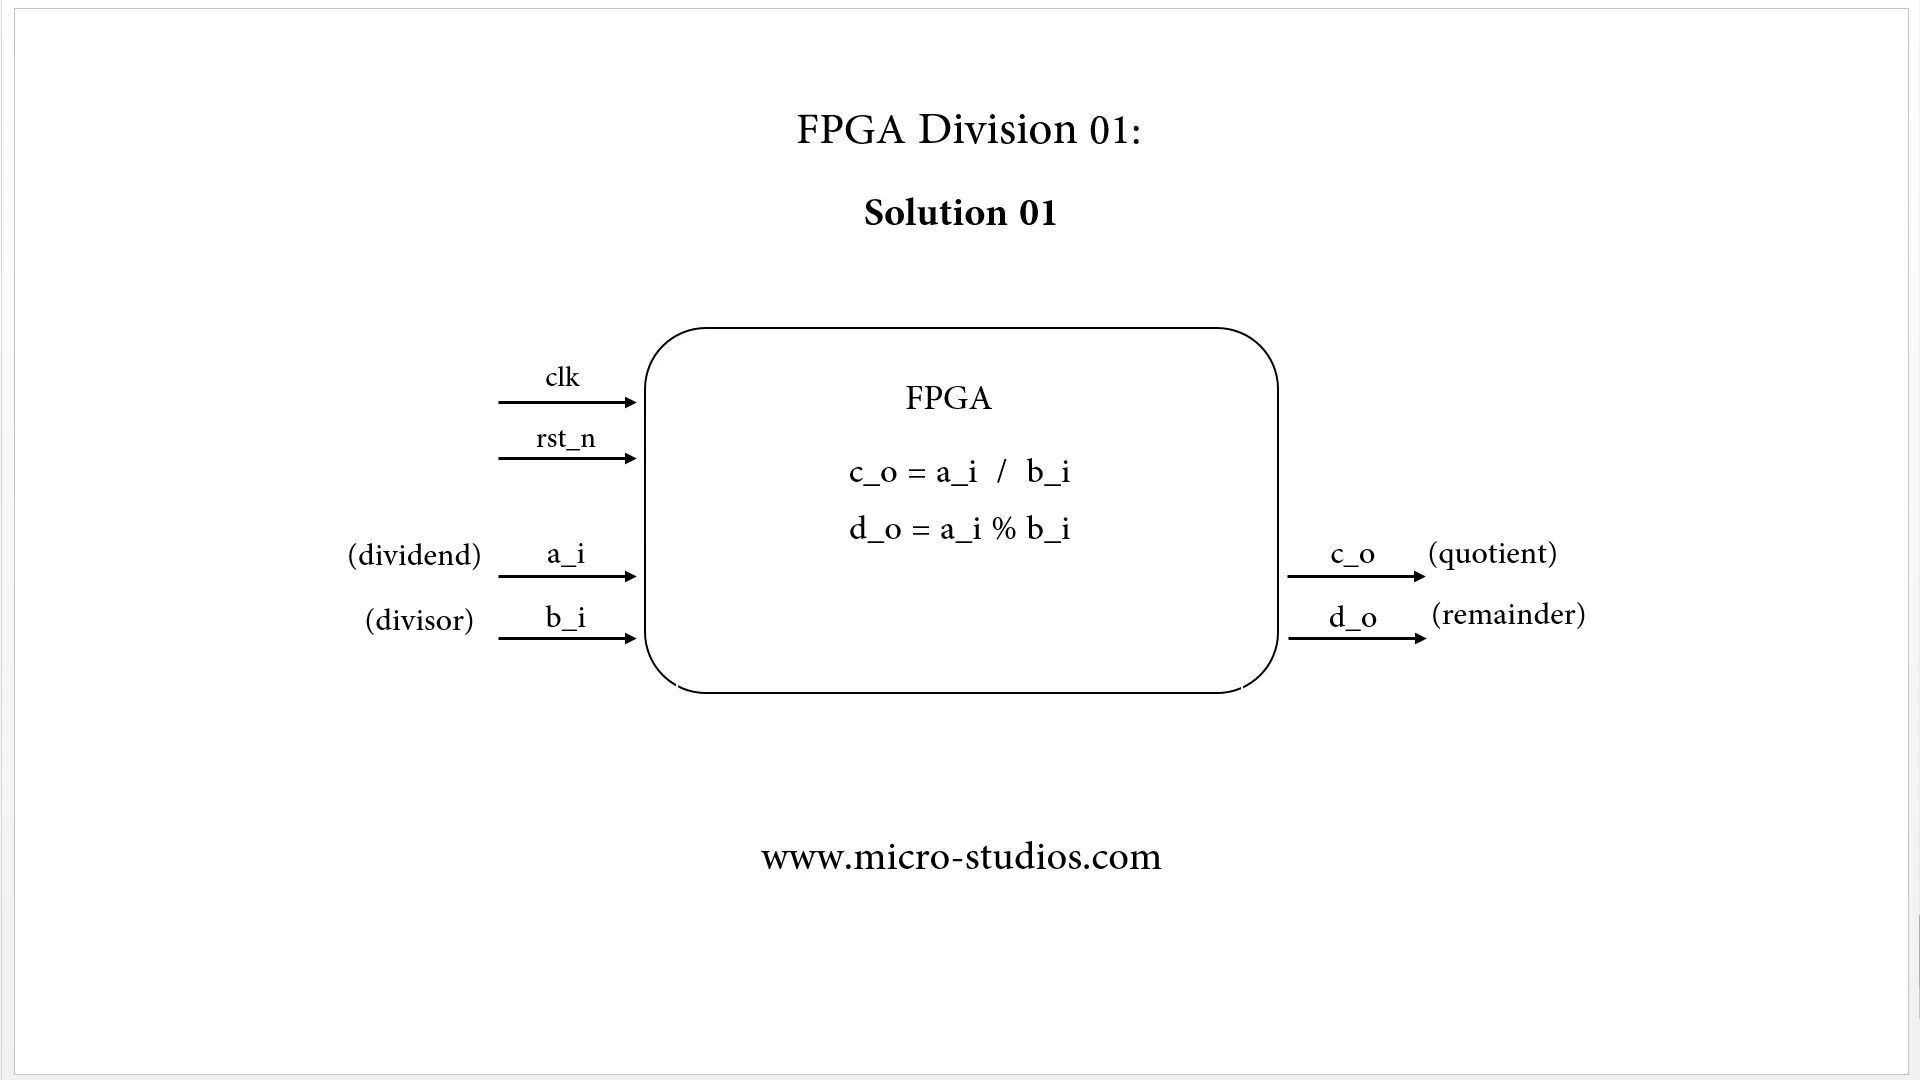 FPGA Division 01:
Solution 01
clk
FPGA
rst_n
c_o = a_i / b_i
d_o = a_i % b_i
(dividend) a_i
c_o (quotient)
(divisor) b_i
d_o (remainder)
www.micro-studios.com